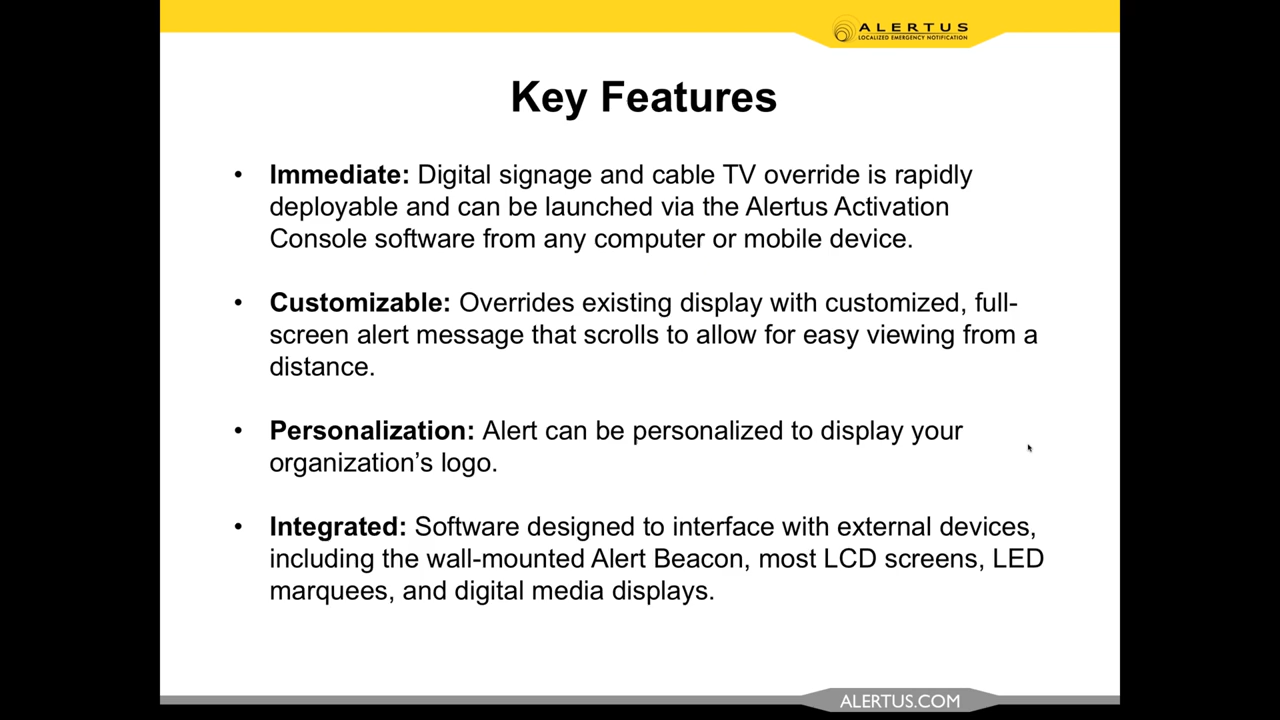 ALERTUS
LOCALIZED EMERGENCY NOTIFICATION
Key Features
• Immediate: Digital signage and cable TV override is rapidly
deployable and can be launched via the Alertus Activation
Console software from any computer or mobile device.
• Customizable: Overrides existing display with customized, full-
screen alert message that scrolls to allow for easy viewing from a
distance.
• Personalization: Alert can be personalized to display your
organization’s logo.
• Integrated: Software designed to interface with external devices,
including the wall-mounted Alert Beacon, most LCD screens, LED
marquees, and digital media displays.
ALERTUS.COM